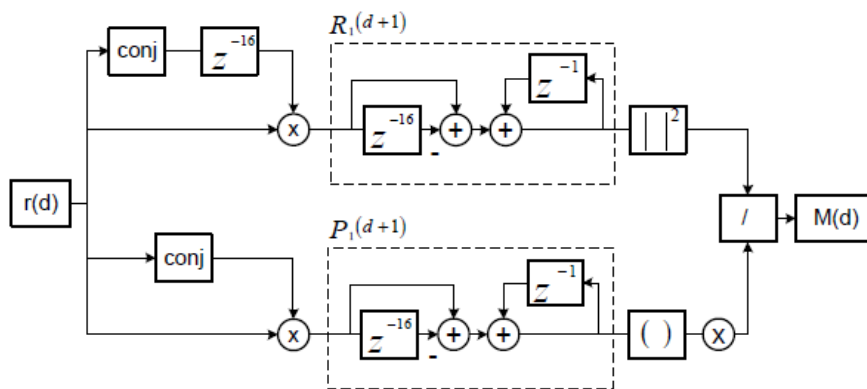 R₁(d+1)
conj
z⁻¹⁶
z⁻¹
x
z⁻¹⁶
-
+
+
| |²
r(d)
/
M(d)
P₁(d+1)
conj
z⁻¹
x
z⁻¹⁶
-
+
+
( )
x